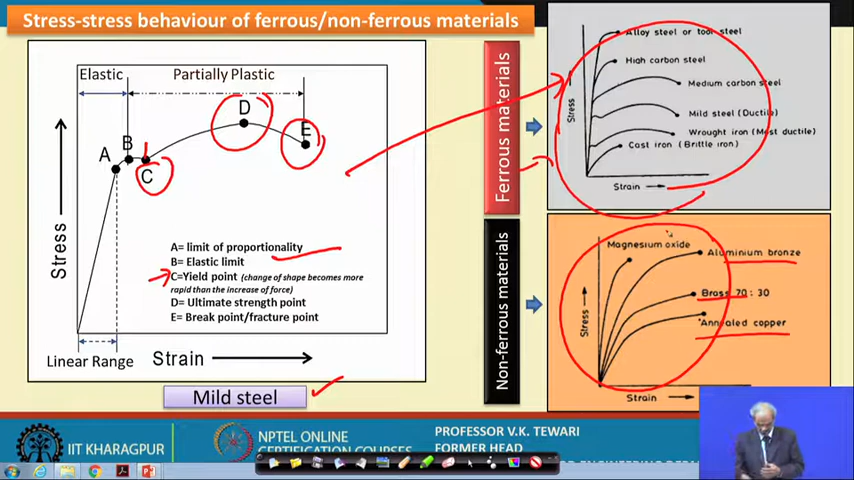 Stress-stress behaviour of ferrous/non-ferrous materials
Elastic
Partially Plastic
D
E
B
A
C
Stress
A= limit of proportionality
B= Elastic limit
C=Yield point (change of shape becomes more
rapid than the increase of force)
D= Ultimate strength point
E= Break point/fracture point
Linear Range
Strain
Mild steel
Ferrous materials
Non-ferrous materials
Alloy steel or tool steel
High carbon steel
Medium carbon steel
Mild steel (Ductile)
Wrought iron (Most ductile)
Cast iron (Brittle iron)
Stress
Strain
Magnesium oxide
Aluminium bronze
Brass 70 : 30
Annealed copper
Stress
Strain
IIT KHARAGPUR
NPTEL ONLINE
CERTIFICATION COURSES
PROFESSOR V.K. TEWARI
FORMER HEAD